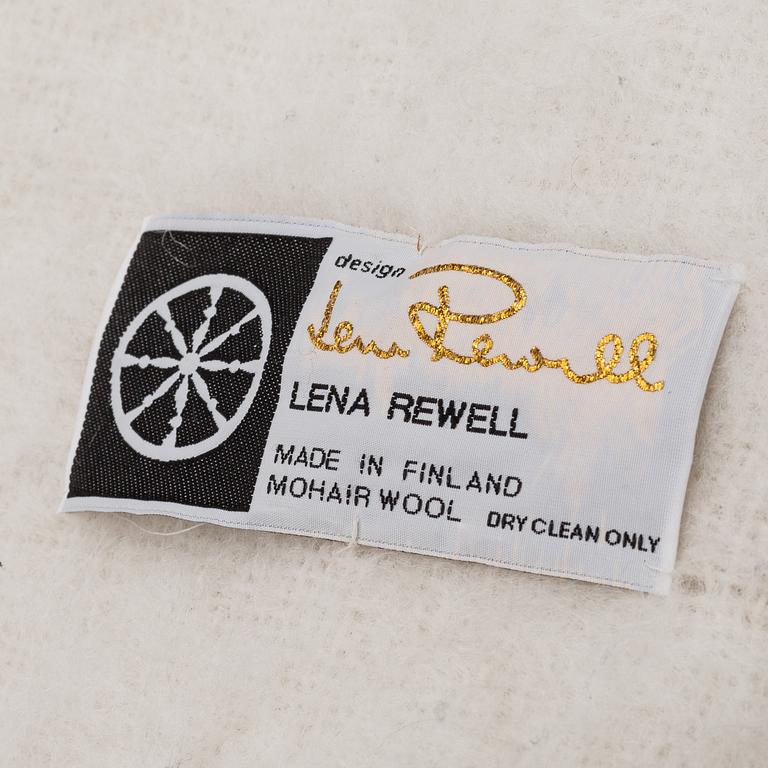 design
Lena Rewell
LENA REWELL
MADE IN FINLAND
MOHAIR WOOL DRY CLEAN ONLY